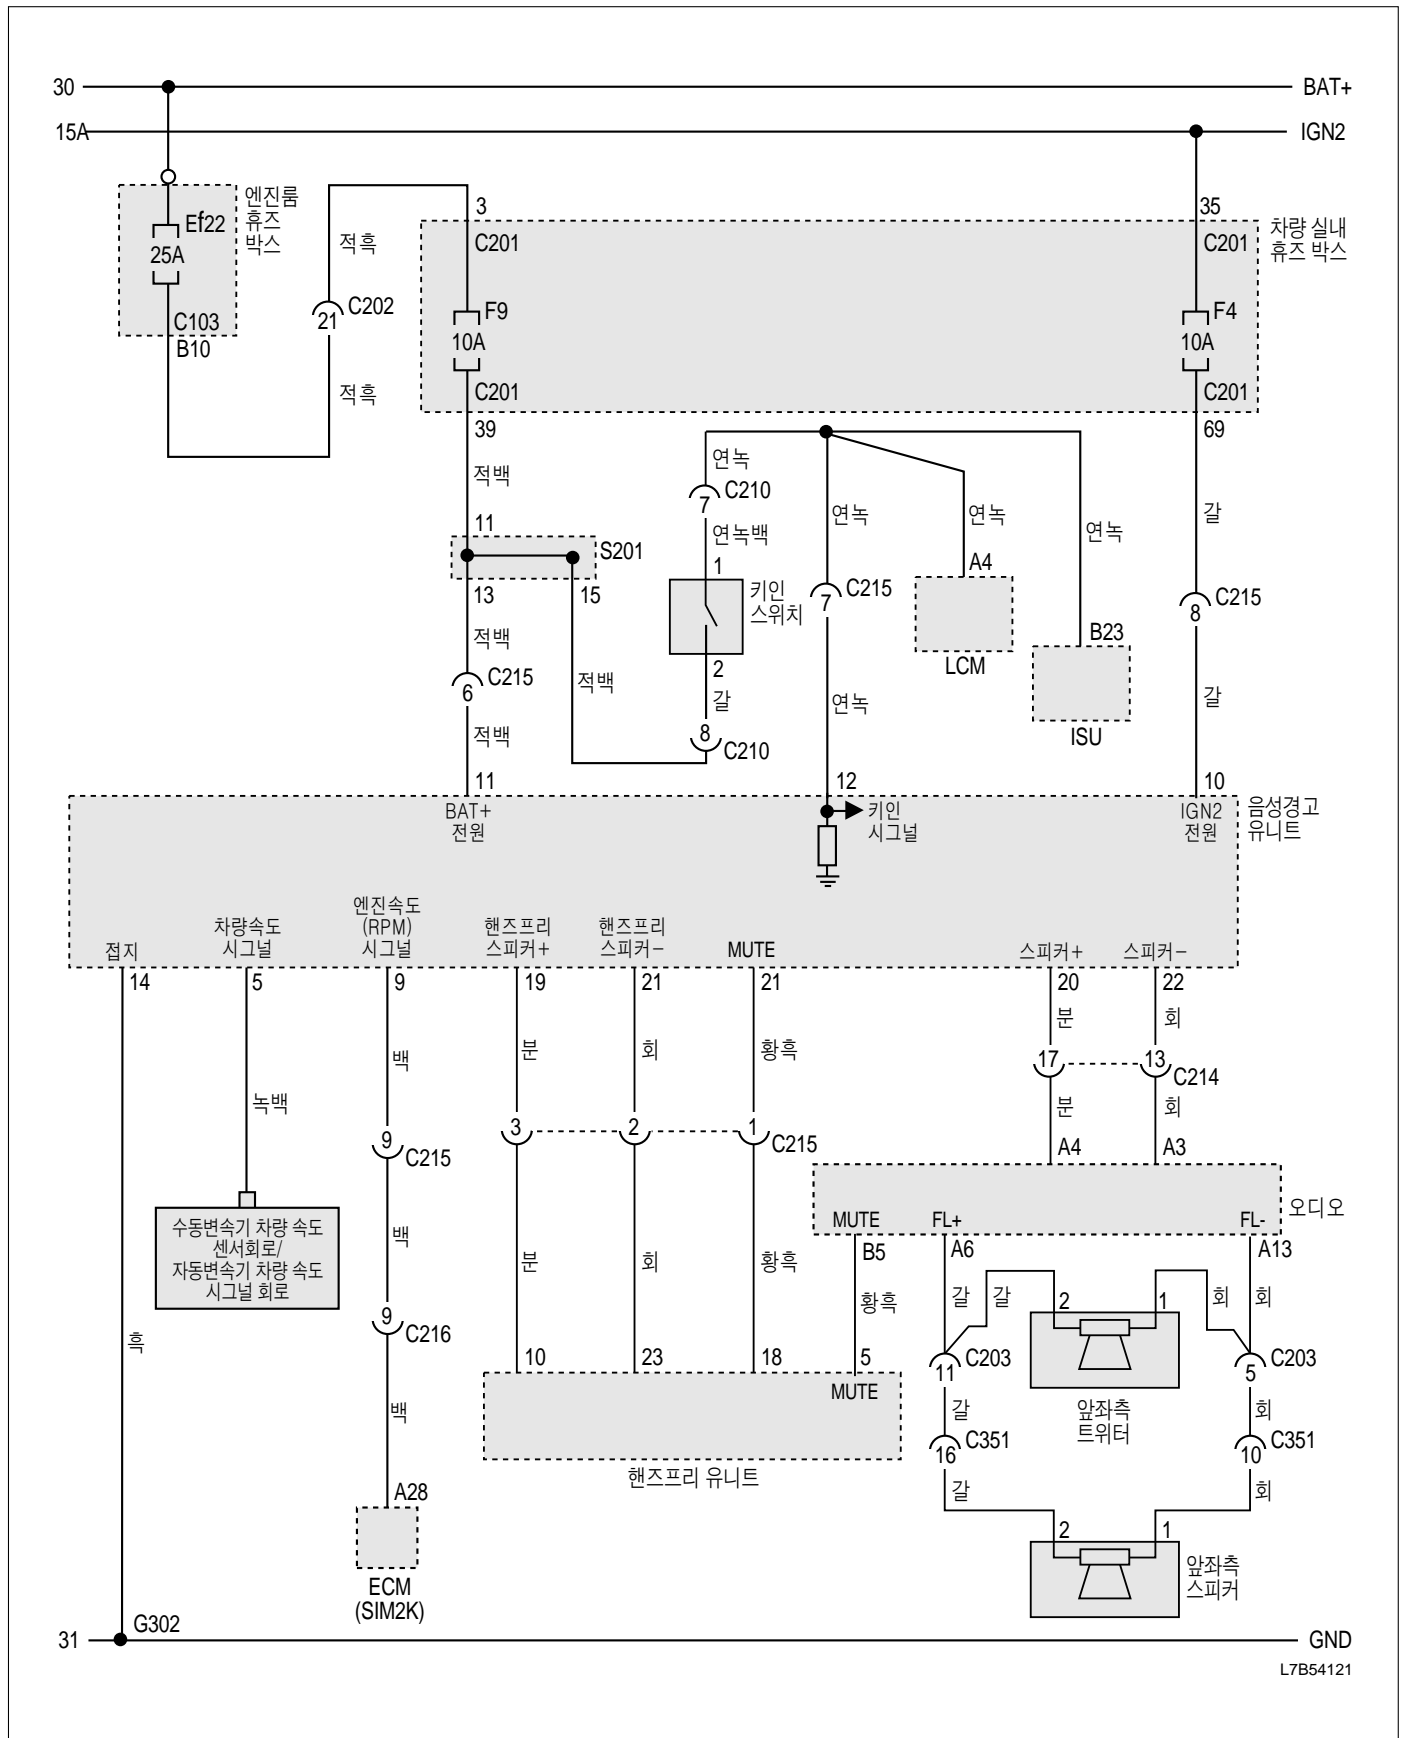 30
BAT+
15A
IGN2
엔진룸
휴즈
박스
Ef22
25A
C103
B10
적흑
C202
21
적흑
3
C201
35
C201
차량 실내
휴즈 박스
F9
10A
F4
10A
C201
39
C201
69
적백
11
S201
13
15
적백
C215
6
적백
적백
연녹
C210
7
연녹백
1
키인
스위치
2
갈
8
C210
연녹
C215
7
연녹
연녹
A4
LCM
연녹
B23
ISU
갈
C215
8
갈
11
12
10
BAT+
전원
키인
시그널
IGN2
전원
음성경고
유니트
접지
차량속도
시그널
엔진속도
(RPM)
시그널
핸즈프리
스피커+
핸즈프리
스피커-
MUTE
스피커+
스피커-
14
5
9
19
21
21
20
22
백
분
회
황흑
분
회
녹백
17
13
C214
분
회
9
C215
3
2
1
C215
A4
A3
수동변속기 차량 속도
센서회로/
자동변속기 차량 속도
시그널 회로
백
분
회
황흑
MUTE
FL+
FL-
오디오
B5
A6
A13
황흑
갈
갈
2
1
회
회
9
C216
흑
10
23
18
5
MUTE
C203
11
C203
5
앞좌측
트위터
백
갈
회
C351
16
C351
10
핸즈프리 유니트
갈
회
A28
2
1
앞좌측
스피커
ECM
(SIM2K)
31
G302
GND
L7B54121